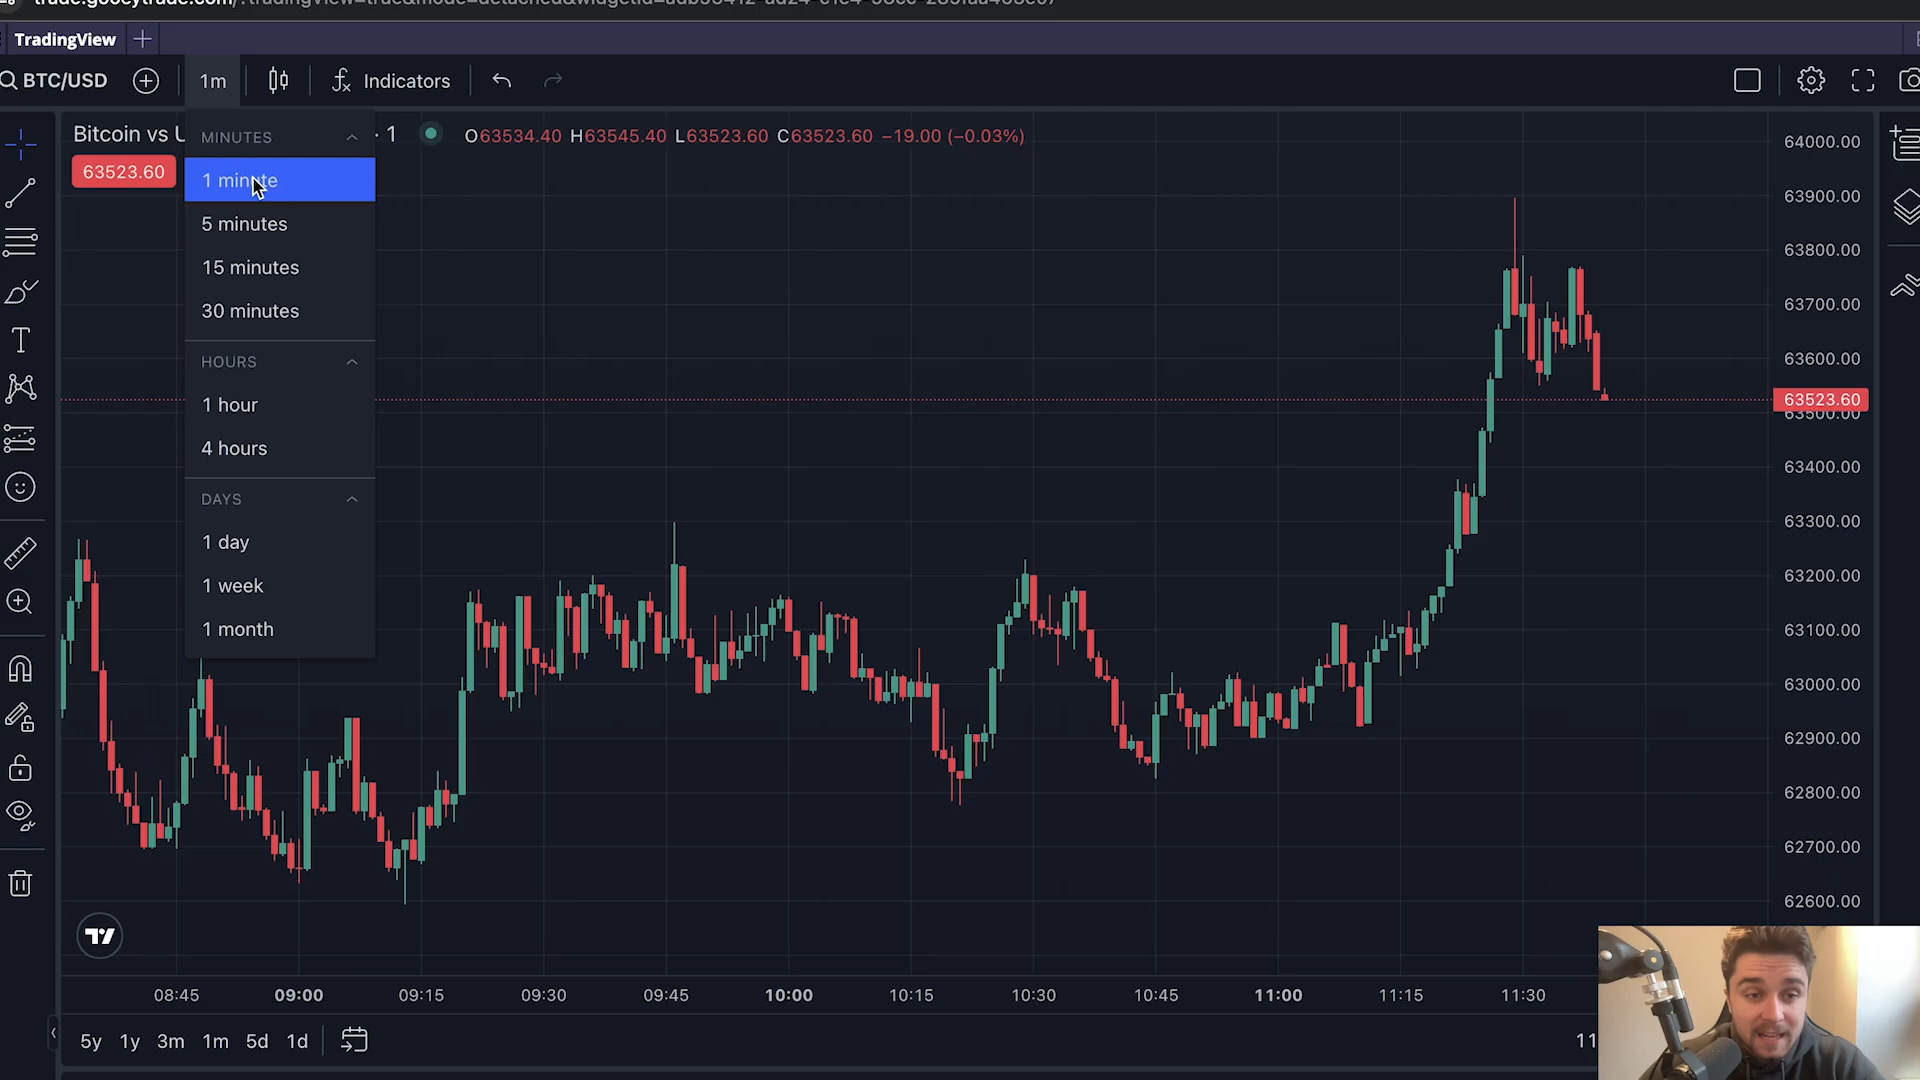 TradingView
BTC/USD
1m
Indicators
Bitcoin vs U
· 1
O63534.40 H63545.40 L63523.60 C63523.60 −19.00 (−0.03%)
63523.60
MINUTES
1 minute
5 minutes
15 minutes
30 minutes
HOURS
1 hour
4 hours
DAYS
1 day
1 week
1 month
64000.00
63900.00
63800.00
63700.00
63600.00
63523.60
63500.00
63400.00
63300.00
63200.00
63100.00
63000.00
62900.00
62800.00
62700.00
62600.00
08:45
09:00
09:15
09:30
09:45
10:00
10:15
10:30
10:45
11:00
11:15
11:30
5y
1y
3m
1m
5d
1d
11